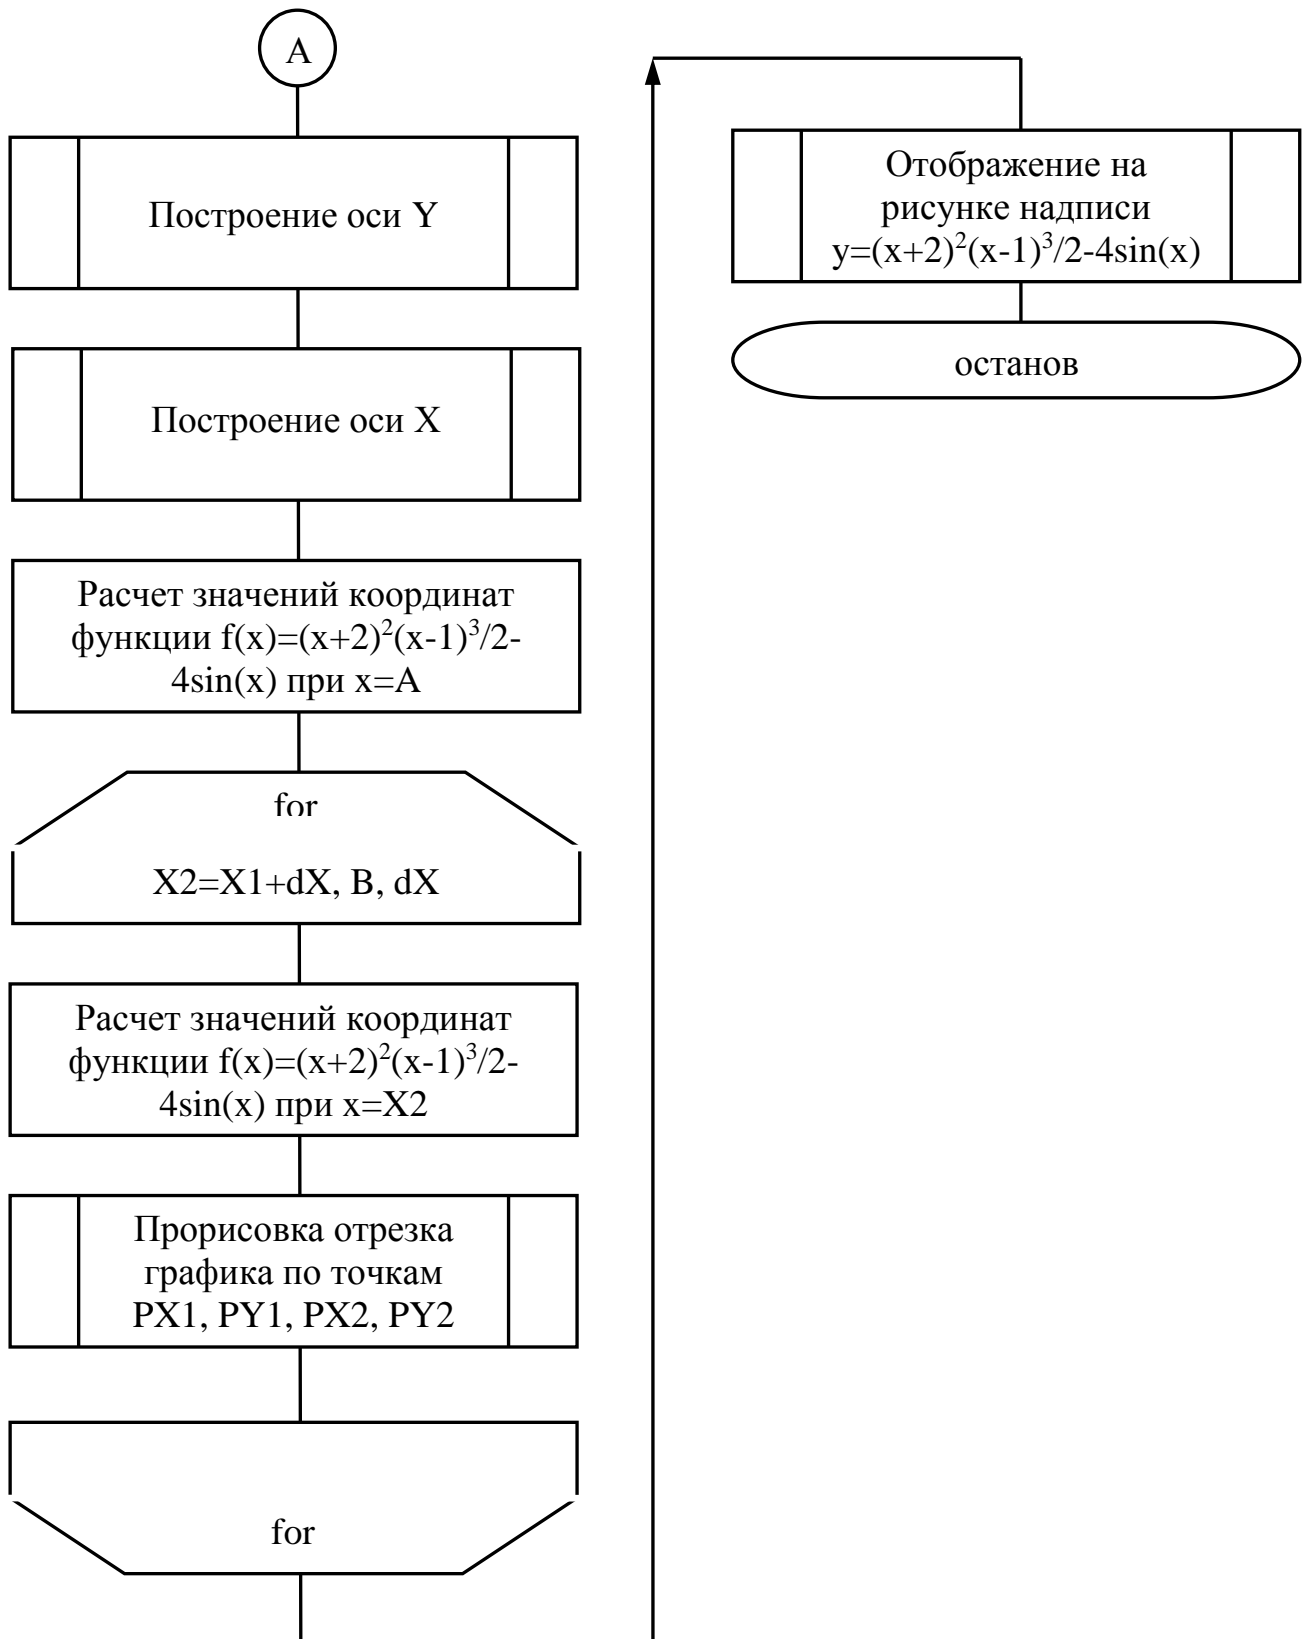 A
Построение оси Y
Построение оси X
Расчет значений координат
функции f(x)=(x+2)²(x-1)³/2-
4sin(x) при x=A
for
X2=X1+dX, B, dX
Расчет значений координат
функции f(x)=(x+2)²(x-1)³/2-
4sin(x) при x=X2
Прорисовка отрезка
графика по точкам
PX1, PY1, PX2, PY2
for
Отображение на
рисунке надписи
y=(x+2)²(x-1)³/2-4sin(x)
останов